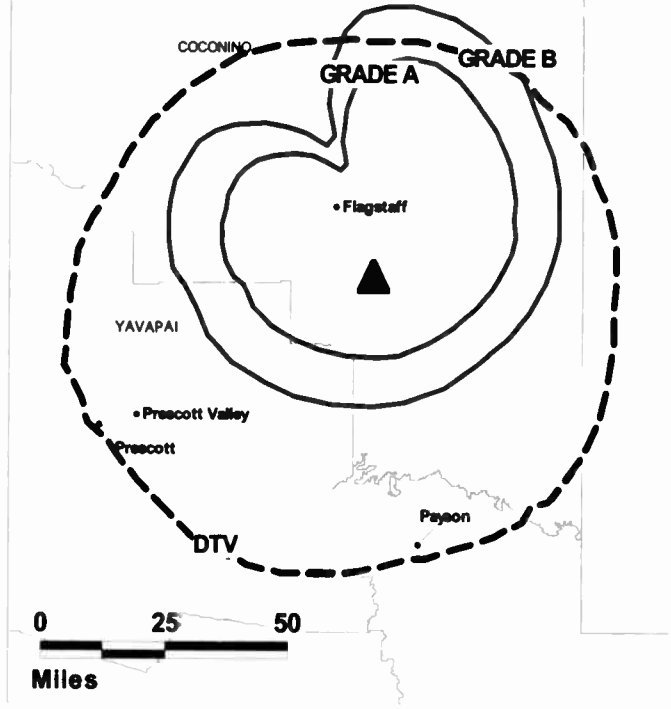 COCONINO
GRADE A
GRADE B
Flagstaff
YAVAPAI
Prescott Valley
Prescott
Payson
DTV
0 25 50
Miles